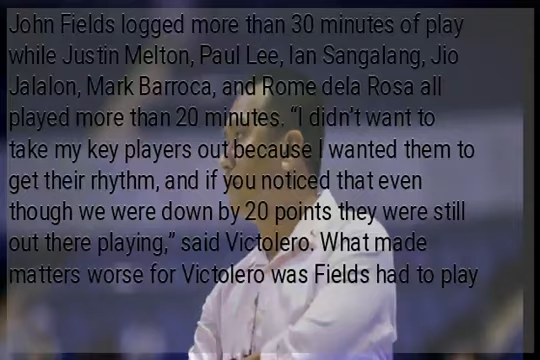 John Fields logged more than 30 minutes of play
while Justin Melton, Paul Lee, Ian Sangalang, Jio
Jalalon, Mark Barroca, and Rome dela Rosa all
played more than 20 minutes. “I didn’t want to
take my key players out because I wanted them to
get their rhythm, and if you noticed that even
though we were down by 20 points they were still
out there playing,” said Victolero. What made
matters worse for Victolero was Fields had to play